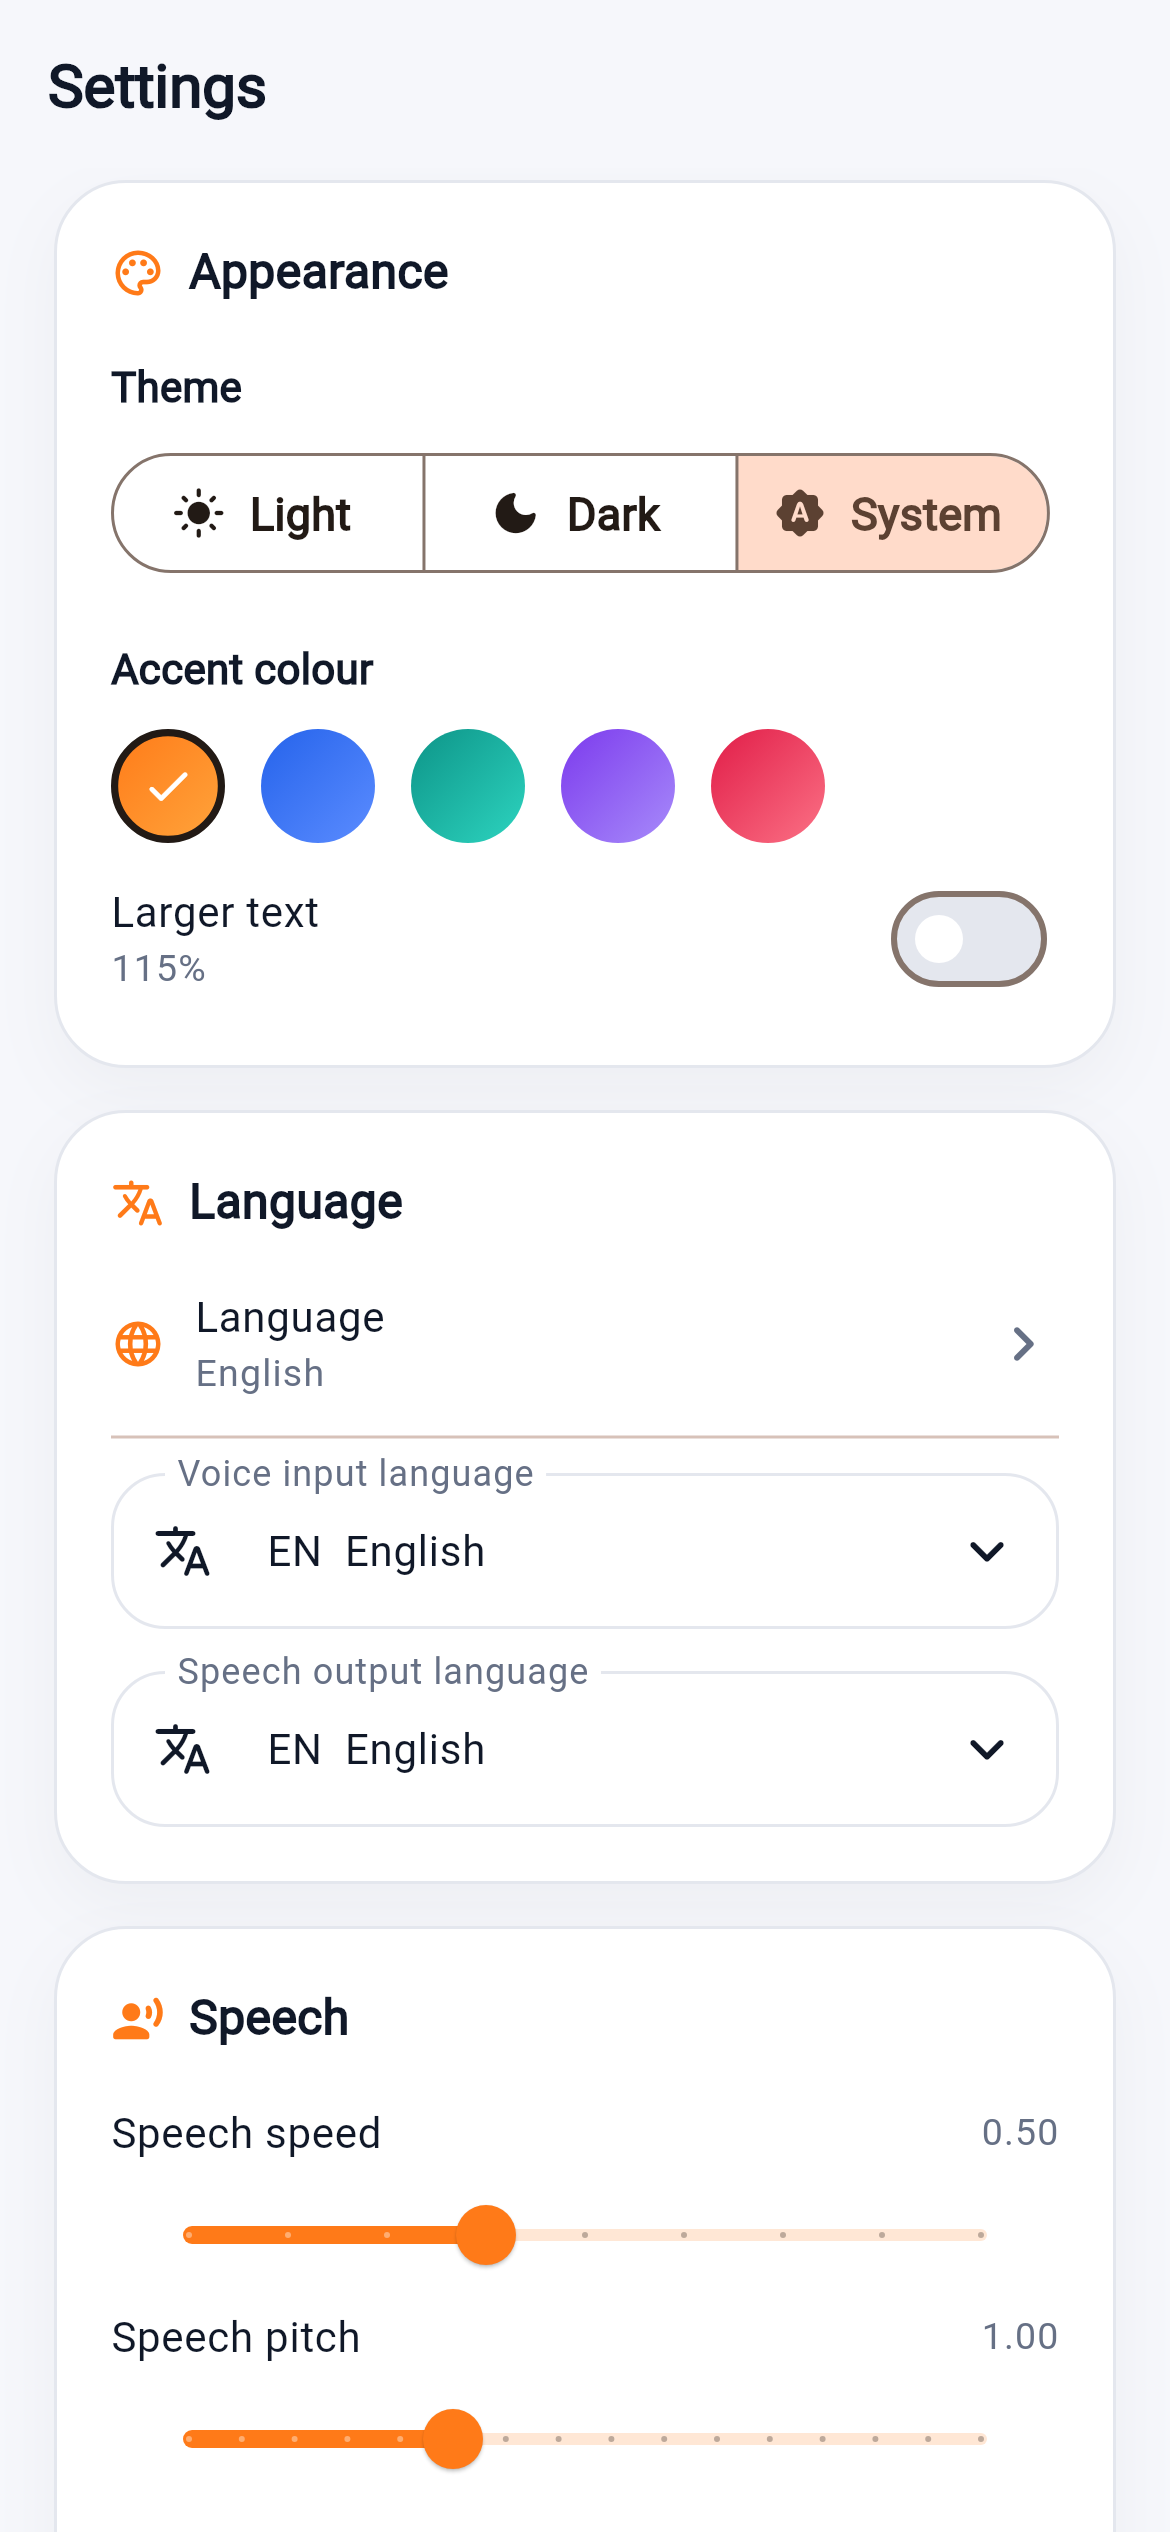 Settings
Appearance
Theme
Light
Dark
System
Accent colour
Larger text
115%
Language
Language
English
Voice input language
EN English
Speech output language
EN English
Speech
Speech speed
0.50
Speech pitch
1.00